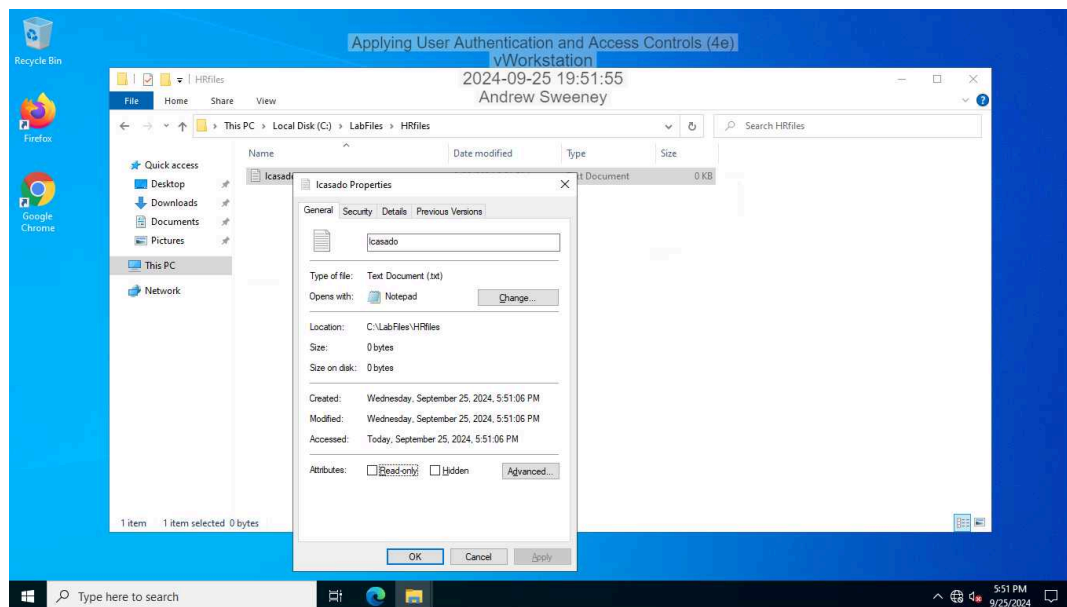 Recycle Bin
Firefox
Google
Chrome
Applying User Authentication and Access Controls (4e)
vWorkstation
2024-09-25 19:51:55
Andrew Sweeney
HRfiles
File Home Share View
This PC > Local Disk (C:) > LabFiles > HRfiles
Search HRfiles
Name Date modified Type Size
Quick access
Desktop
Downloads
Documents
Pictures
This PC
Network
0 KB
lcasado Properties
General Security Details Previous Versions
lcasado
Type of file: Text Document (.txt)
Opens with: Notepad Change...
Location: C:\LabFiles\HRfiles
Size: 0 bytes
Size on disk: 0 bytes
Created: Wednesday, September 25, 2024, 5:51:06 PM
Modified: Wednesday, September 25, 2024, 5:51:06 PM
Accessed: Today, September 25, 2024, 5:51:06 PM
Attributes: Read-only Hidden Advanced...
OK Cancel Apply
1 item 1 item selected 0 bytes
Type here to search
5:51 PM
9/25/2024